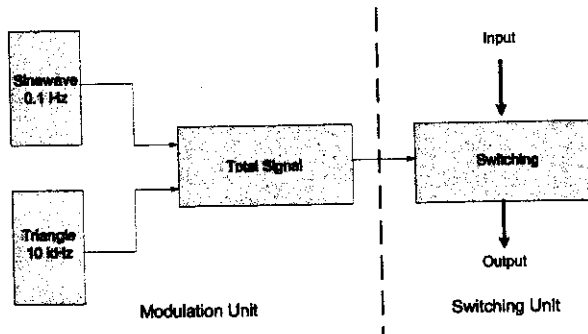 Sinewave
0.1 Hz
Input
Total Signal
Switching
Triangle
10 kHz
Output
Modulation Unit
Switching Unit